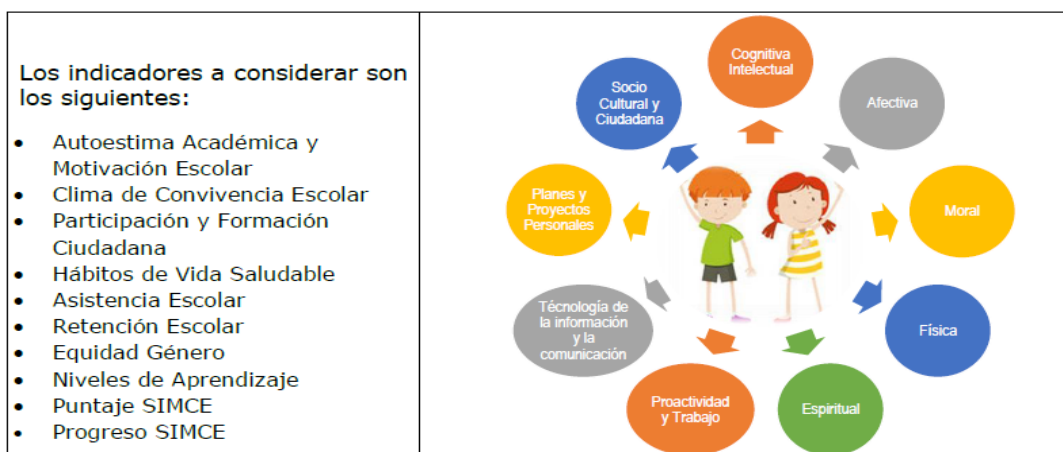 Los indicadores a considerar son
los siguientes:
• Autoestima Académica y
Motivación Escolar
• Clima de Convivencia Escolar
• Participación y Formación
Ciudadana
• Hábitos de Vida Saludable
• Asistencia Escolar
• Retención Escolar
• Equidad Género
• Niveles de Aprendizaje
• Puntaje SIMCE
• Progreso SIMCE
Cognitiva
Intelectual
Afectiva
Moral
Física
Espiritual
Proactividad
y Trabajo
Técnología de
la información
y la
comunicación
Planes y
Proyectos
Personales
Socio
Cultural y
Ciudadana